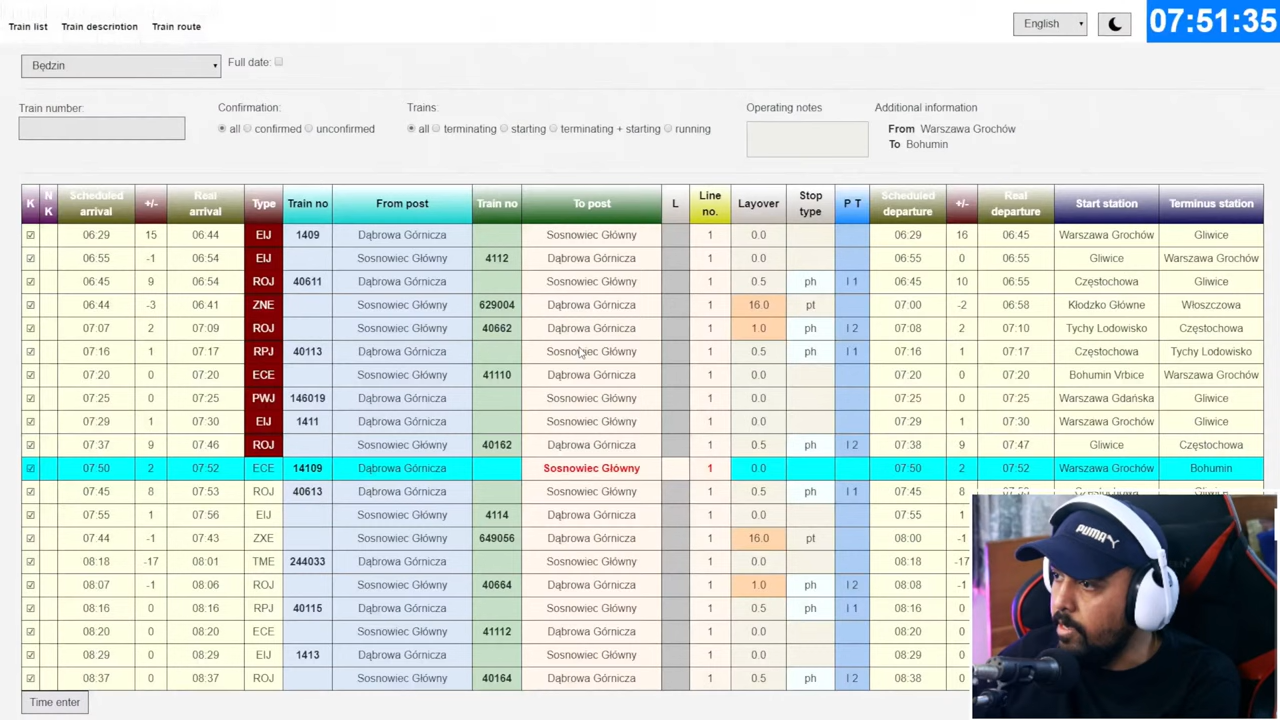 Train list Train description Train route English 07:51:35
Będzin Full date:
Train number: Confirmation: Trains: Operating notes Additional information
all confirmed unconfirmed all terminating starting terminating + starting running From Warszawa Grochów
To Bohumin
K N K Scheduled arrival +/- Real arrival Type Train no From post Train no To post L Line no. Layover Stop type P T Scheduled departure +/- Real departure Start station Terminus station
06:29 15 06:44 EIJ 1409 Dąbrowa Górnicza Sosnowiec Główny 1 0.0 06:29 16 06:45 Warszawa Grochów Gliwice
06:55 -1 06:54 EIJ Sosnowiec Główny 4112 Dąbrowa Górnicza 1 0.0 06:55 0 06:55 Gliwice Warszawa Grochów
06:45 9 06:54 ROJ 40611 Dąbrowa Górnicza Sosnowiec Główny 1 0.5 ph I 1 06:45 10 06:55 Częstochowa Gliwice
06:44 -3 06:41 ZNE Sosnowiec Główny 629004 Dąbrowa Górnicza 1 16.0 pt 07:00 -2 06:58 Kłodzko Główne Włoszczowa
07:07 2 07:09 ROJ Sosnowiec Główny 40662 Dąbrowa Górnicza 1 1.0 ph I 2 07:08 2 07:10 Tychy Lodowisko Częstochowa
07:16 1 07:17 RPJ 40113 Dąbrowa Górnicza Sosnowiec Główny 1 0.5 ph I 1 07:16 1 07:17 Częstochowa Tychy Lodowisko
07:20 0 07:20 ECE Sosnowiec Główny 41110 Dąbrowa Górnicza 1 0.0 07:20 0 07:20 Bohumin Vrbice Warszawa Grochów
07:25 0 07:25 PWJ 146019 Dąbrowa Górnicza Sosnowiec Główny 1 0.0 07:25 0 07:25 Warszawa Gdańska Gliwice
07:29 1 07:30 EIJ 1411 Dąbrowa Górnicza Sosnowiec Główny 1 0.0 07:29 1 07:30 Warszawa Grochów Gliwice
07:37 9 07:46 ROJ Sosnowiec Główny 40162 Dąbrowa Górnicza 1 0.5 ph I 2 07:38 9 07:47 Gliwice Częstochowa
07:50 2 07:52 ECE 14109 Dąbrowa Górnicza Sosnowiec Główny 1 0.0 07:50 2 07:52 Warszawa Grochów Bohumin
07:45 8 07:53 ROJ 40613 Dąbrowa Górnicza Sosnowiec Główny 1 0.5 ph I 1 07:45 8 Częstochowa Gliwice
07:55 1 07:56 EIJ Sosnowiec Główny 4114 Dąbrowa Górnicza 1 0.0 07:55 1
07:44 -1 07:43 ZXE Sosnowiec Główny 649056 Dąbrowa Górnicza 1 16.0 pt 08:00 -1
08:18 -17 08:01 TME 244033 Dąbrowa Górnicza Sosnowiec Główny 1 0.0 08:18 -17
08:07 -1 08:06 ROJ Sosnowiec Główny 40664 Dąbrowa Górnicza 1 1.0 ph I 2 08:08 -1
08:16 0 08:16 RPJ 40115 Dąbrowa Górnicza Sosnowiec Główny 1 0.5 ph I 1 08:16 0
08:20 0 08:20 ECE Sosnowiec Główny 41112 Dąbrowa Górnicza 1 0.0 08:20 0
08:29 0 08:29 EIJ 1413 Dąbrowa Górnicza Sosnowiec Główny 1 0.0 08:29 0
08:37 0 08:37 ROJ Sosnowiec Główny 40164 Dąbrowa Górnicza 1 0.5 ph I 2 08:38 0
Time enter
PUMA